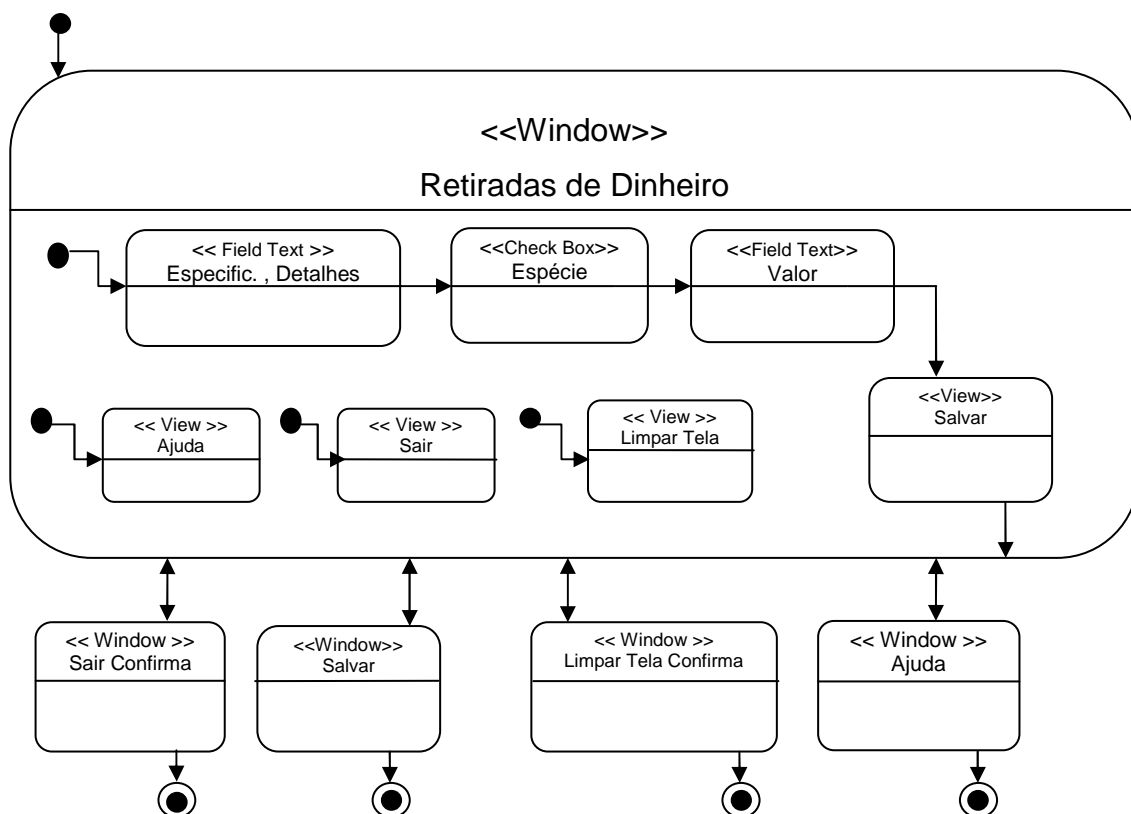 <<Window>>
Retiradas de Dinheiro
<< Field Text >>
Especific. , Detalhes
<<Check Box>>
Espécie
<<Field Text>>
Valor
<<View>>
Salvar
<< View >>
Ajuda
<< View >>
Sair
<< View >>
Limpar Tela
<< Window >>
Sair Confirma
<<Window>>
Salvar
<< Window >>
Limpar Tela Confirma
<< Window >>
Ajuda